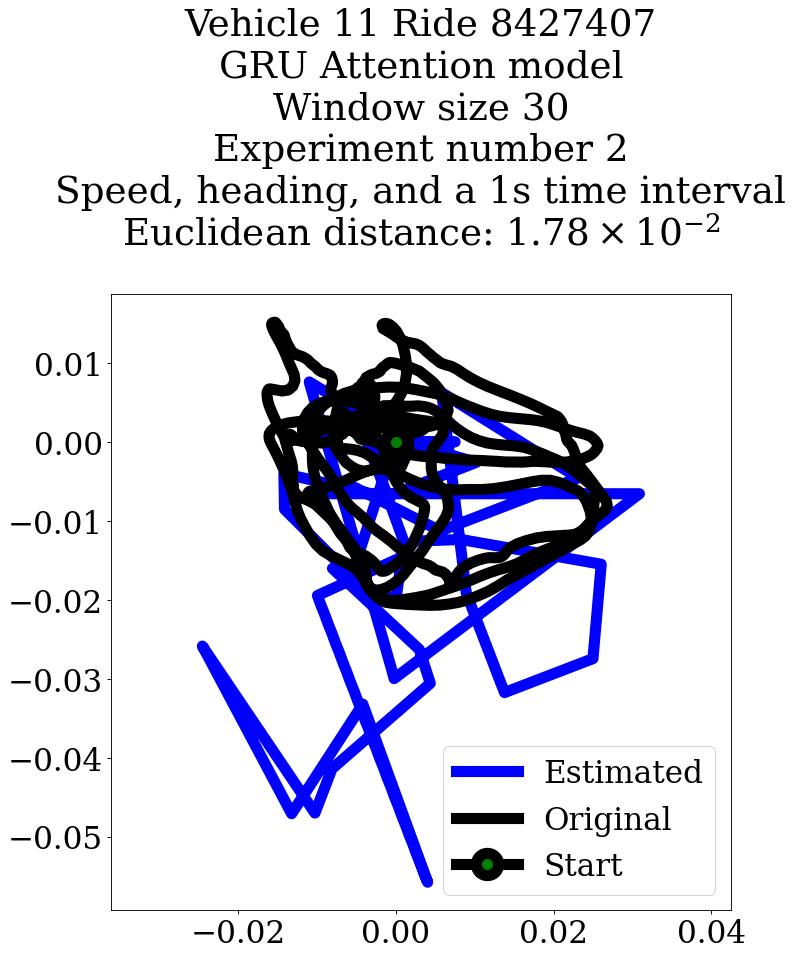 Vehicle 11 Ride 8427407
GRU Attention model
Window size 30
Experiment number 2
Speed, heading, and a 1s time interval
Euclidean distance: 1.78 × 10⁻²
0.01
0.00
−0.01
−0.02
−0.03
−0.04
−0.05
Estimated
Original
Start
−0.02 0.00 0.02 0.04